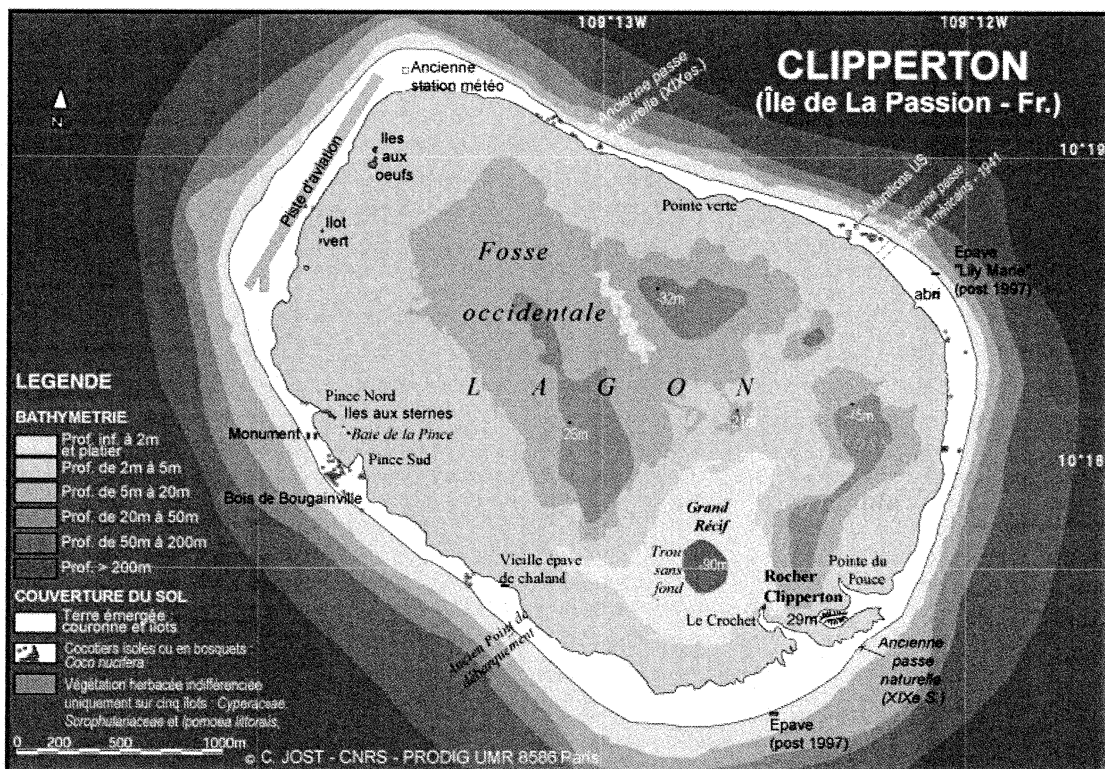 109°13W
109°12W
CLIPPERTON
(Île de La Passion - Fr.)
N
Ancienne
station météo
Ancienne passe
naturelle (XIXes.)
10°19
Iles
aux
oeufs
Piste d'aviation
Ilot
vert
Pointe verte
Munitions US
1941
Epave
"Lily Marie"
(post 1997)
abri
Fosse
occidentale
32m
LAGON
LEGENDE
BATHYMETRIE
Prof. inf. à 2m
et platier
Prof. de 2m à 5m
Prof. de 5m à 20m
Prof. de 20m à 50m
Prof. de 50m à 200m
Prof. > 200m
Pince Nord
Iles aux sternes
Monument
Baie de la Pince
Pince Sud
Bois de Bougainville
10°18
Grand
Récif
Trou
sans
fond
90m
Vieille epave
de chaland
Pointe du
Pouce
Rocher
Clipperton
29m
Le Crochet
Ancien Point de
débarquement
Ancienne
passe
naturelle
(XIXe S.)
Epave
(post 1997)
COUVERTURE DU SOL
Terre émergée
couronne et îlots
Cocotiers isolés ou en bosquets :
Coco nucifera
Végétation herbacée indifférenciée
uniquement sur cinq îlots : Cyperaceae,
et Ipomoea littoralis,
0 200 500 1000m
© C. JOST - CNRS - PRODIG UMR 8586 Paris